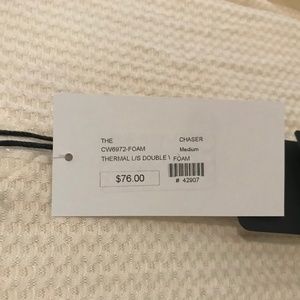 THE CHASER
CW6972-FOAM Medium
THERMAL L/S DOUBLE V FOAM
$76.00
# 42907